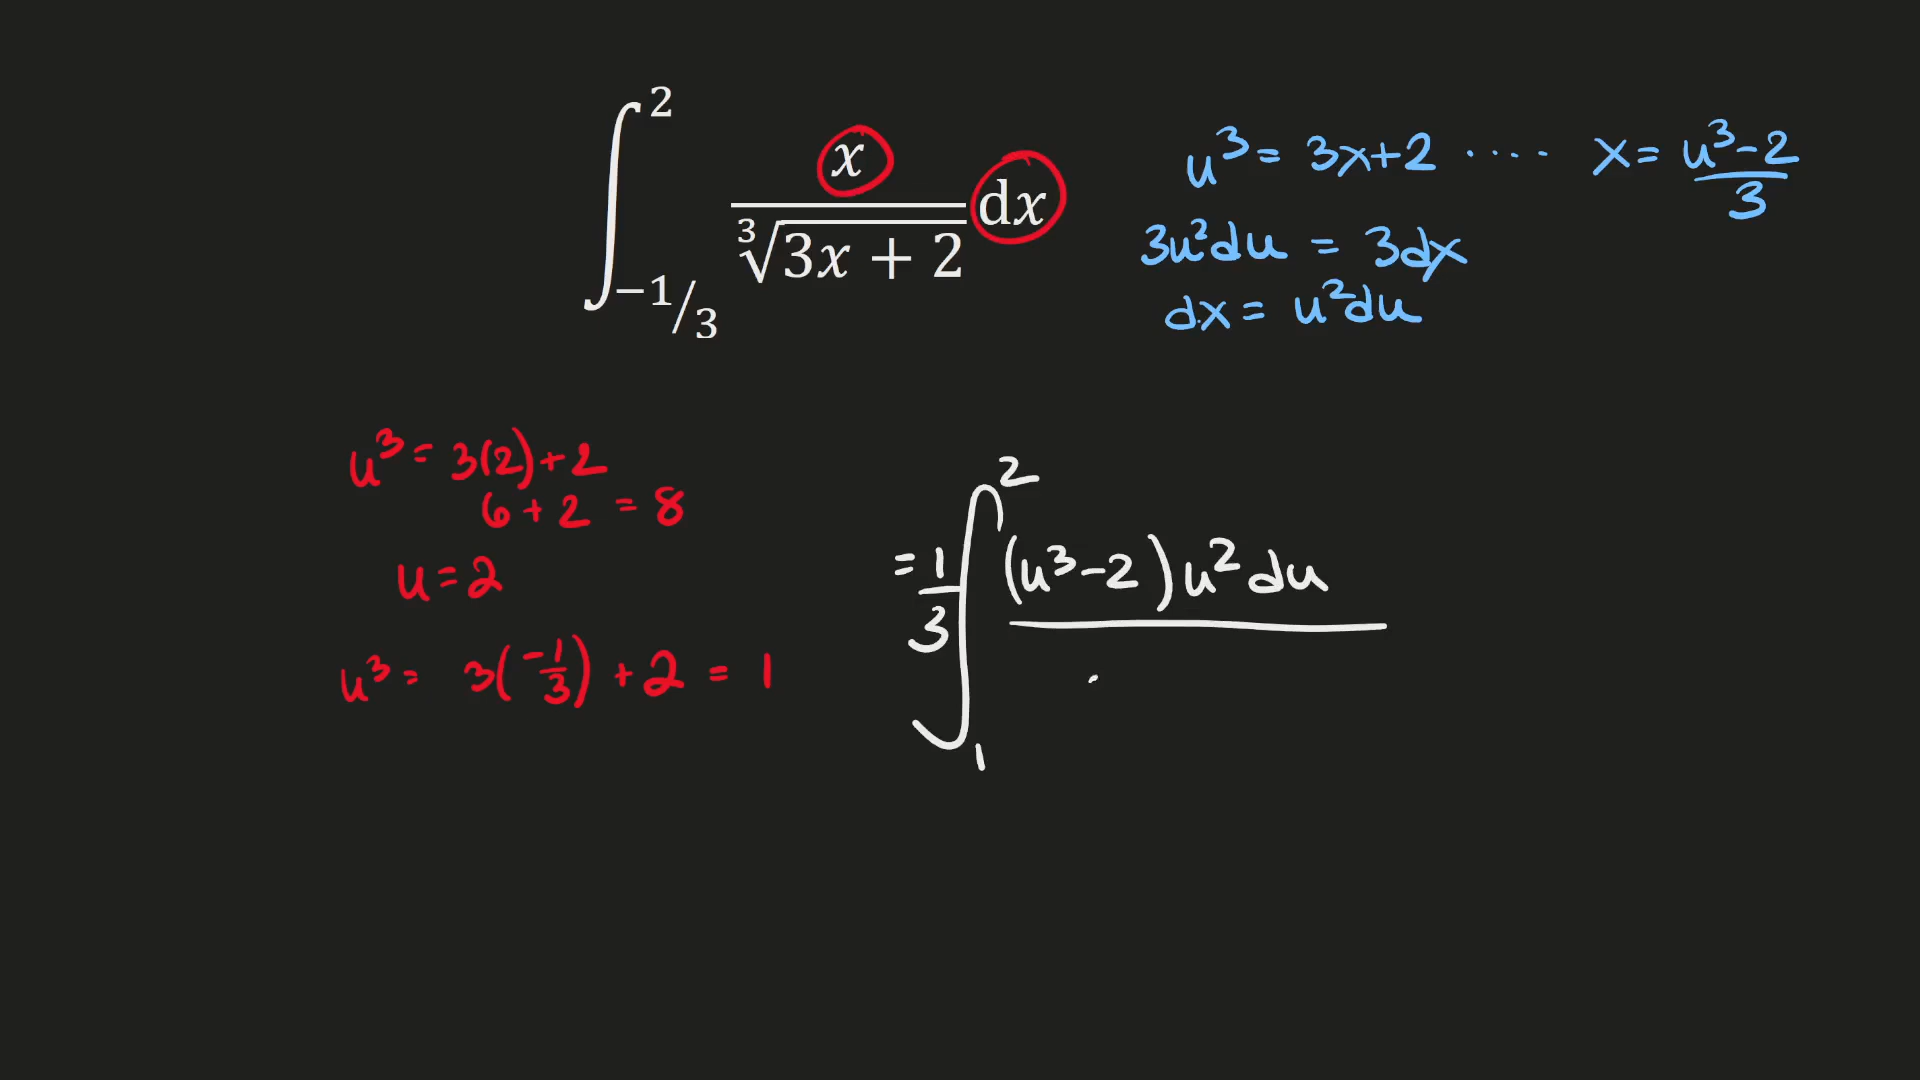 ∫_{-1/3}^{2} x/∛(3x + 2) dx
u³ = 3x+2 ···· x = (u³-2)/3
3u²du = 3dx
dx = u²du
u³ = 3(2)+2
6 + 2 = 8
u = 2
u³ = 3(-1/3) + 2 = 1
= 1/3 ∫_{1}^{2} (u³-2)u²du